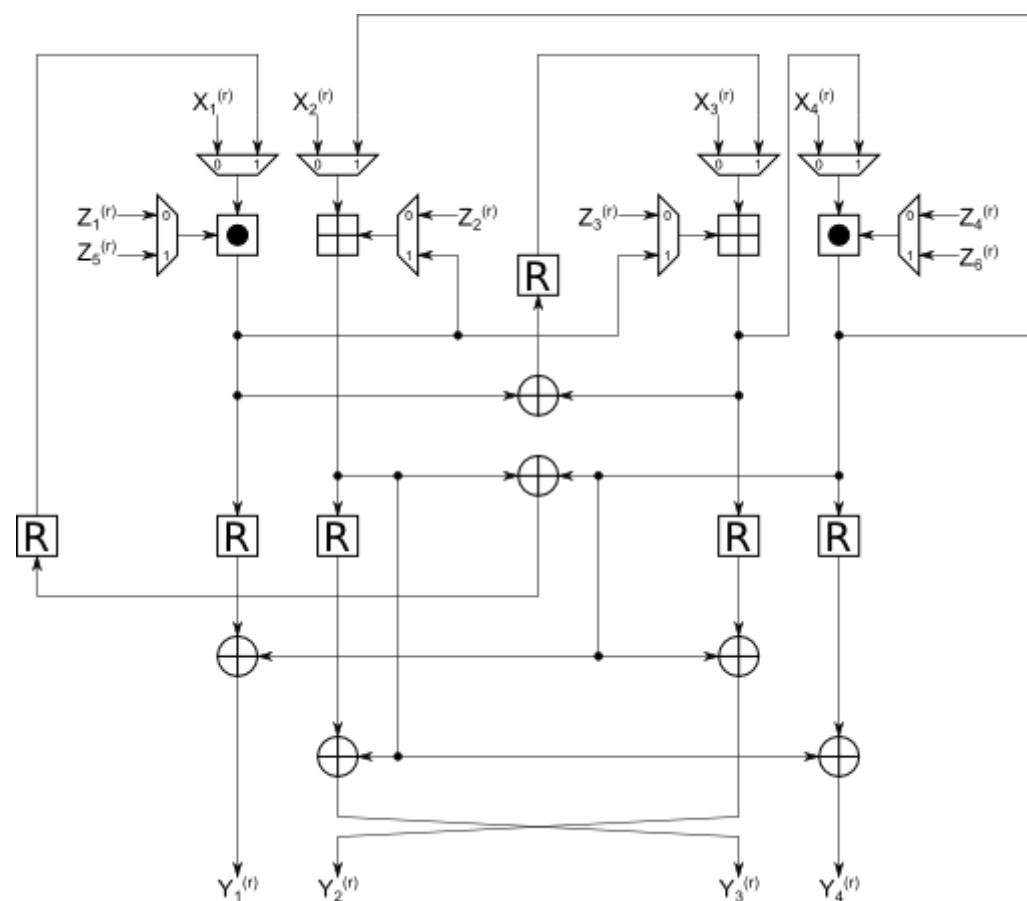 X₁⁽ʳ⁾ X₂⁽ʳ⁾ X₃⁽ʳ⁾ X₄⁽ʳ⁾
0 1 0 1 0 1 0 1
Z₁⁽ʳ⁾ 0 0 Z₂⁽ʳ⁾ Z₃⁽ʳ⁾ 0 0 Z₄⁽ʳ⁾
Z₅⁽ʳ⁾ 1 1 1 1 Z₆⁽ʳ⁾
R
R R R R R
Y₁⁽ʳ⁾ Y₂⁽ʳ⁾ Y₃⁽ʳ⁾ Y₄⁽ʳ⁾